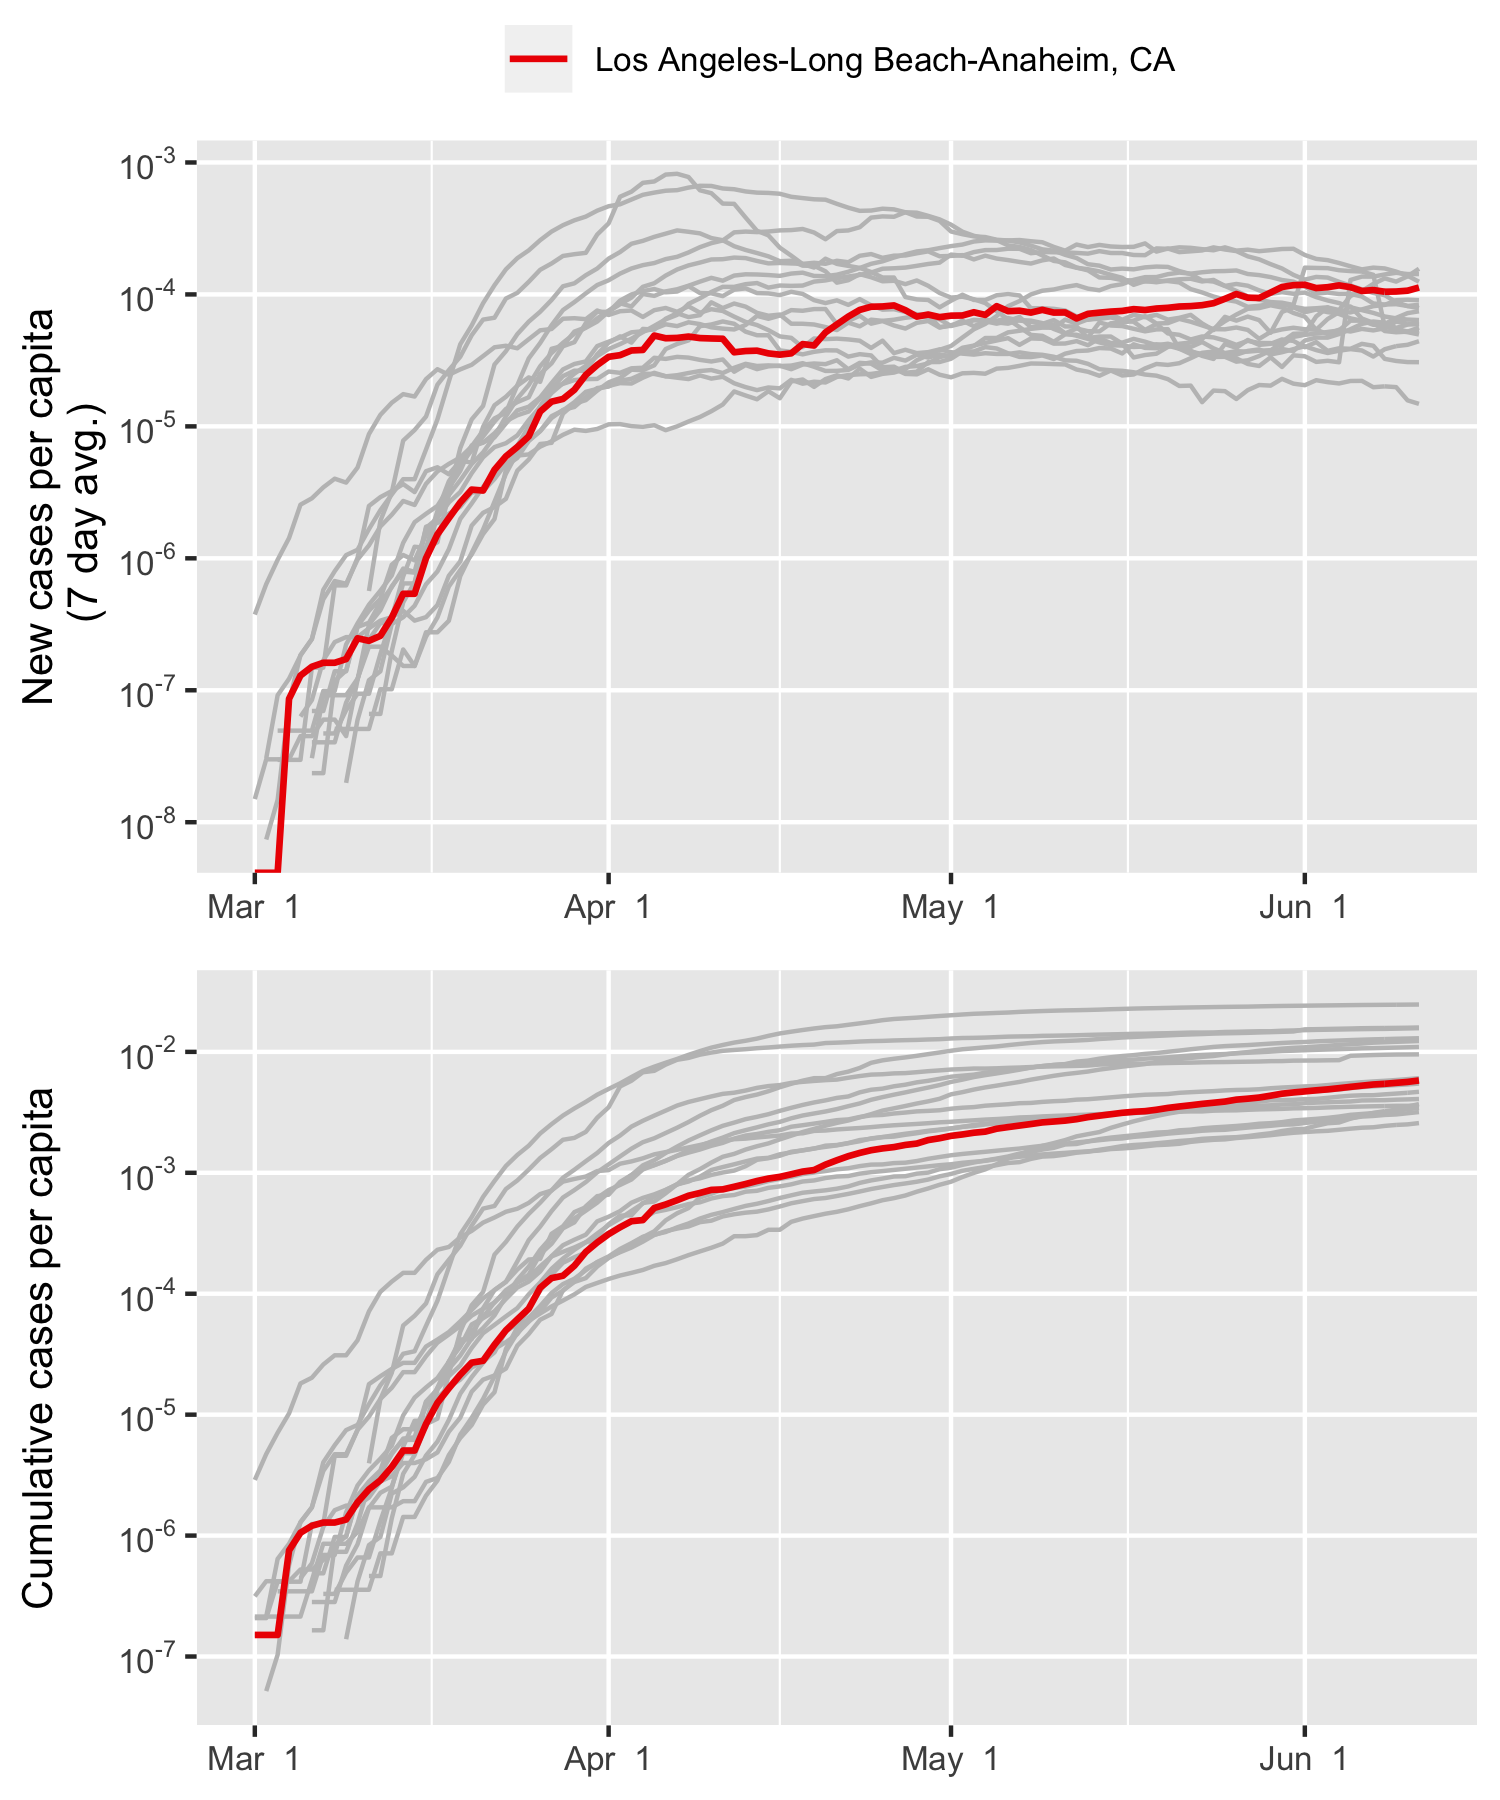 Los Angeles-Long Beach-Anaheim, CA
New cases per capita
(7 day avg.)
10⁻³
10⁻⁴
10⁻⁵
10⁻⁶
10⁻⁷
10⁻⁸
Mar 1 Apr 1 May 1 Jun 1
Cumulative cases per capita
10⁻²
10⁻³
10⁻⁴
10⁻⁵
10⁻⁶
10⁻⁷
Mar 1 Apr 1 May 1 Jun 1